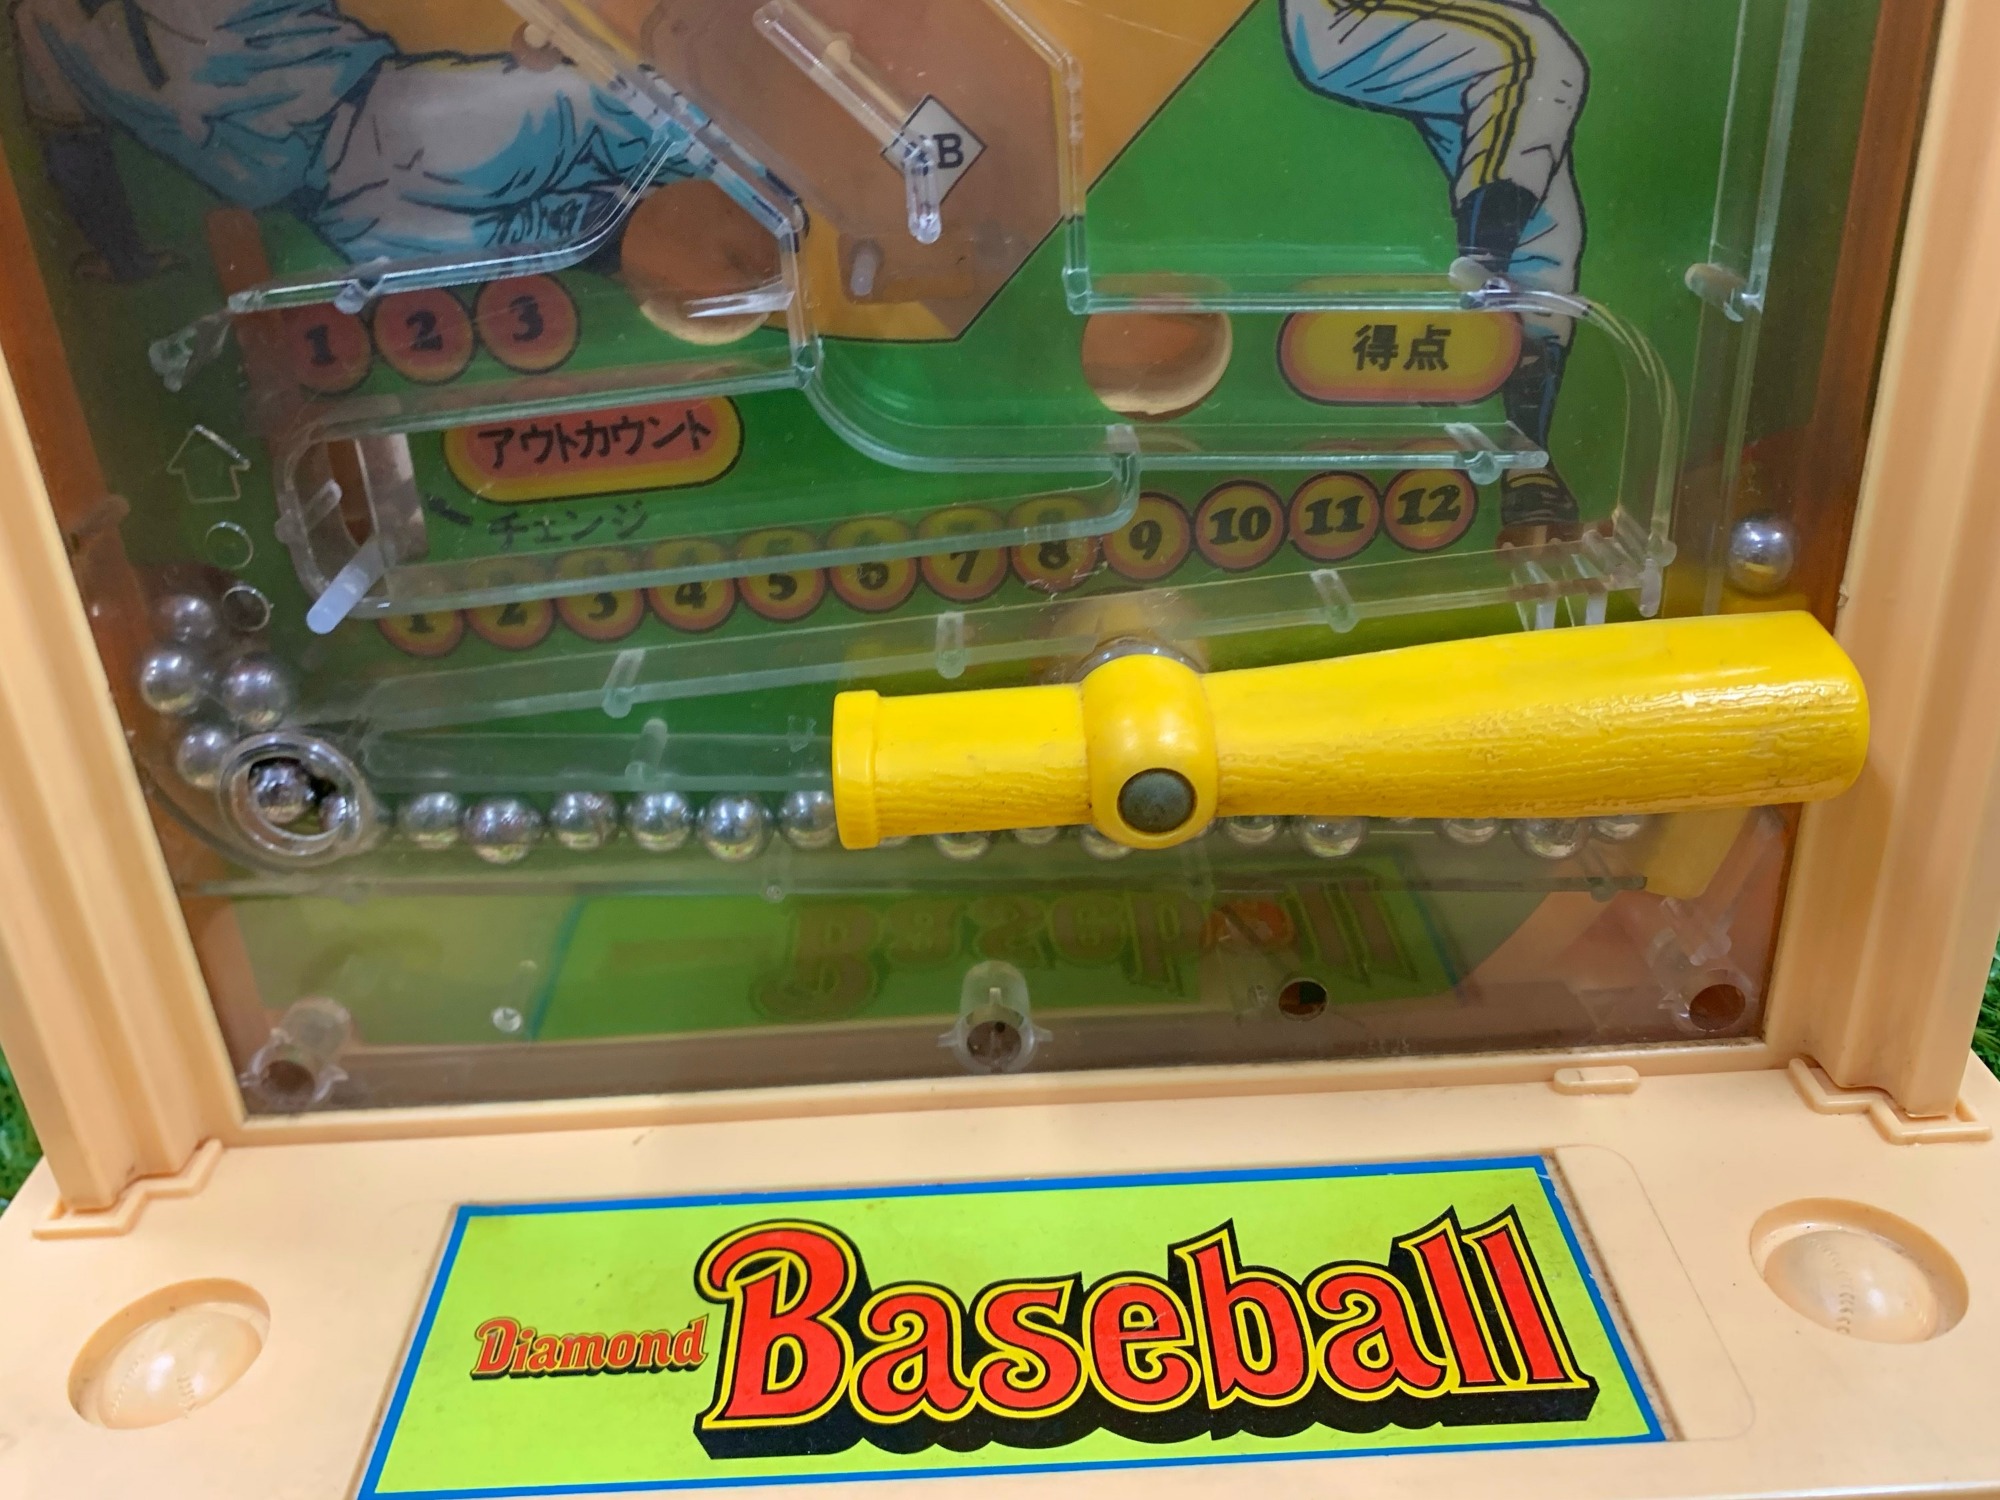 1 2 3
得点
アウトカウント
チェンジ
1 2 3 4 5 6 7 8 9 10 11 12
Baseball
Diamond Baseball